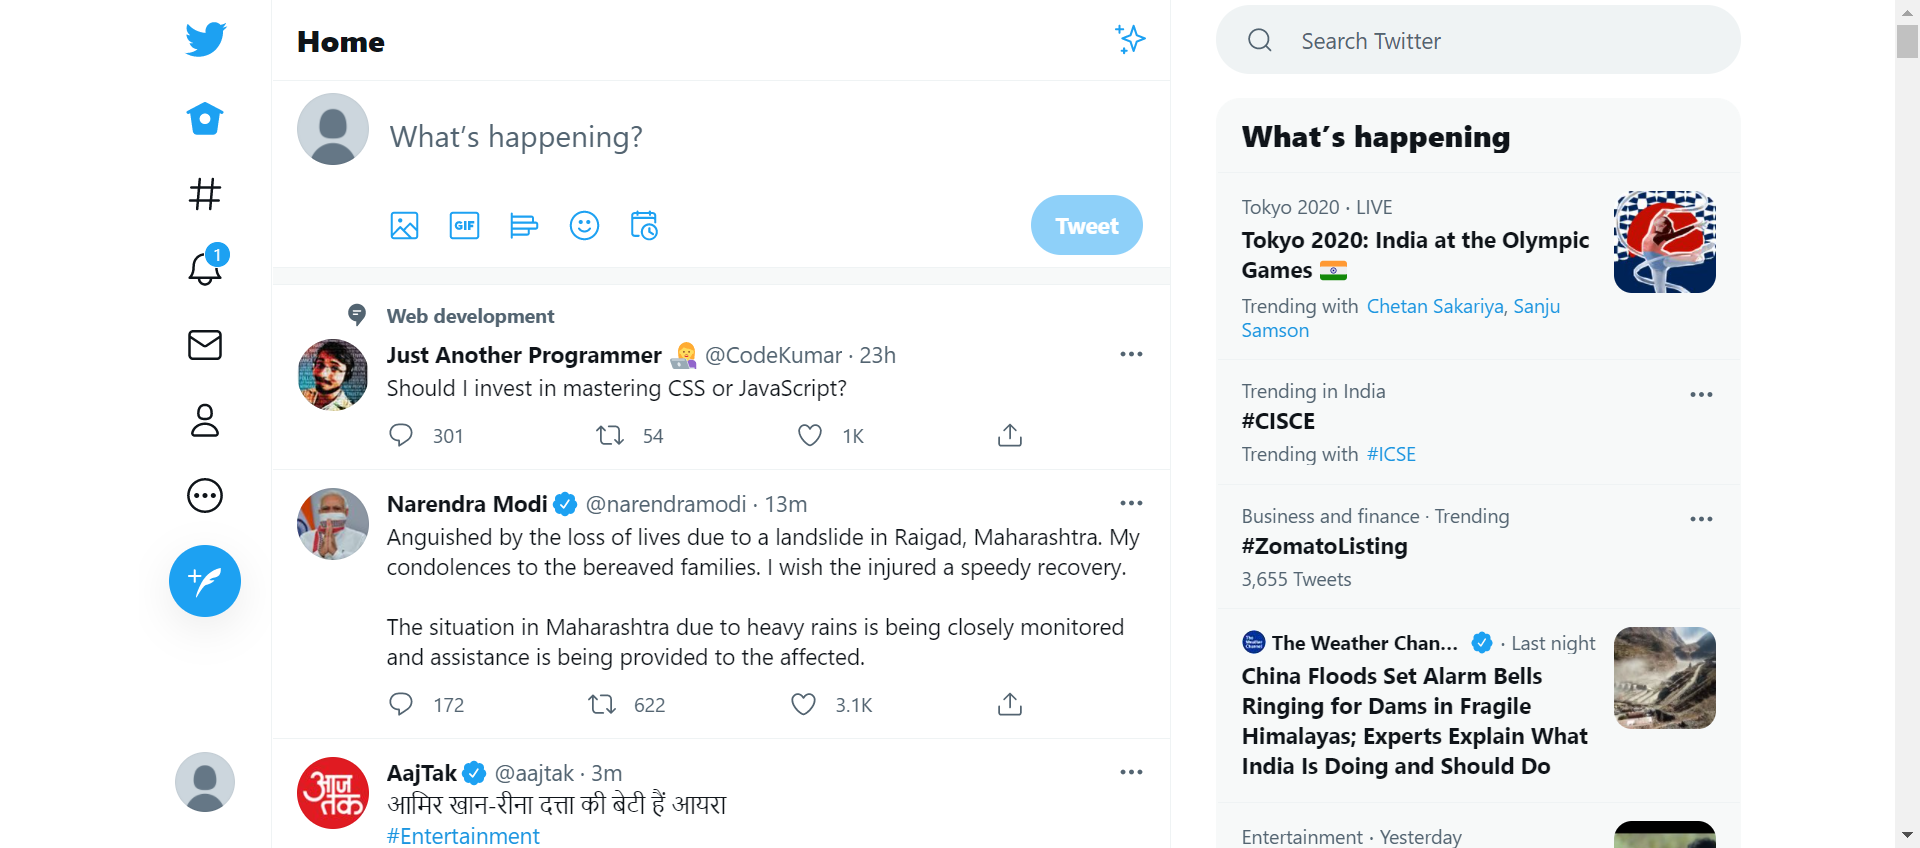 Home
What's happening?
GIF
Tweet
1
Web development
Just Another Programmer @CodeKumar · 23h
Should I invest in mastering CSS or JavaScript?
301 54 1K
Narendra Modi @narendramodi · 13m
Anguished by the loss of lives due to a landslide in Raigad, Maharashtra. My
condolences to the bereaved families. I wish the injured a speedy recovery.
The situation in Maharashtra due to heavy rains is being closely monitored
and assistance is being provided to the affected.
172 622 3.1K
आज
तक
AajTak @aajtak · 3m
आमिर खान-रीना दत्ता की बेटी हैं आयरा
#Entertainment
Search Twitter
What's happening
Tokyo 2020 · LIVE
Tokyo 2020: India at the Olympic
Games
Trending with Chetan Sakariya, Sanju
Samson
Trending in India
#CISCE
Trending with #ICSE
Business and finance · Trending
#ZomatoListing
3,655 Tweets
The Weather Chan... · Last night
China Floods Set Alarm Bells
Ringing for Dams in Fragile
Himalayas; Experts Explain What
India Is Doing and Should Do
Entertainment · Yesterday